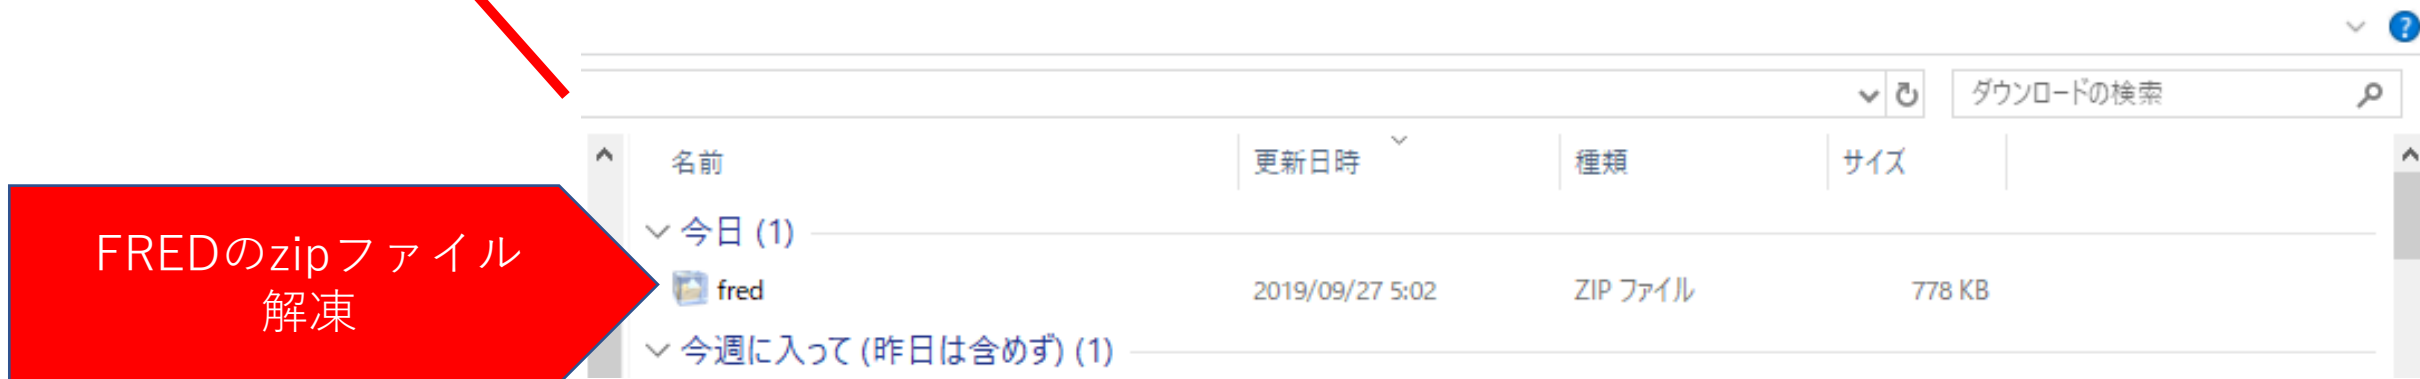 ?
ダウンロードの検索
名前 更新日時 種類 サイズ
今日 (1)
FREDのzipファイル
解凍
fred 2019/09/27 5:02 ZIP ファイル 778 KB
今週に入って (昨日は含めず) (1)